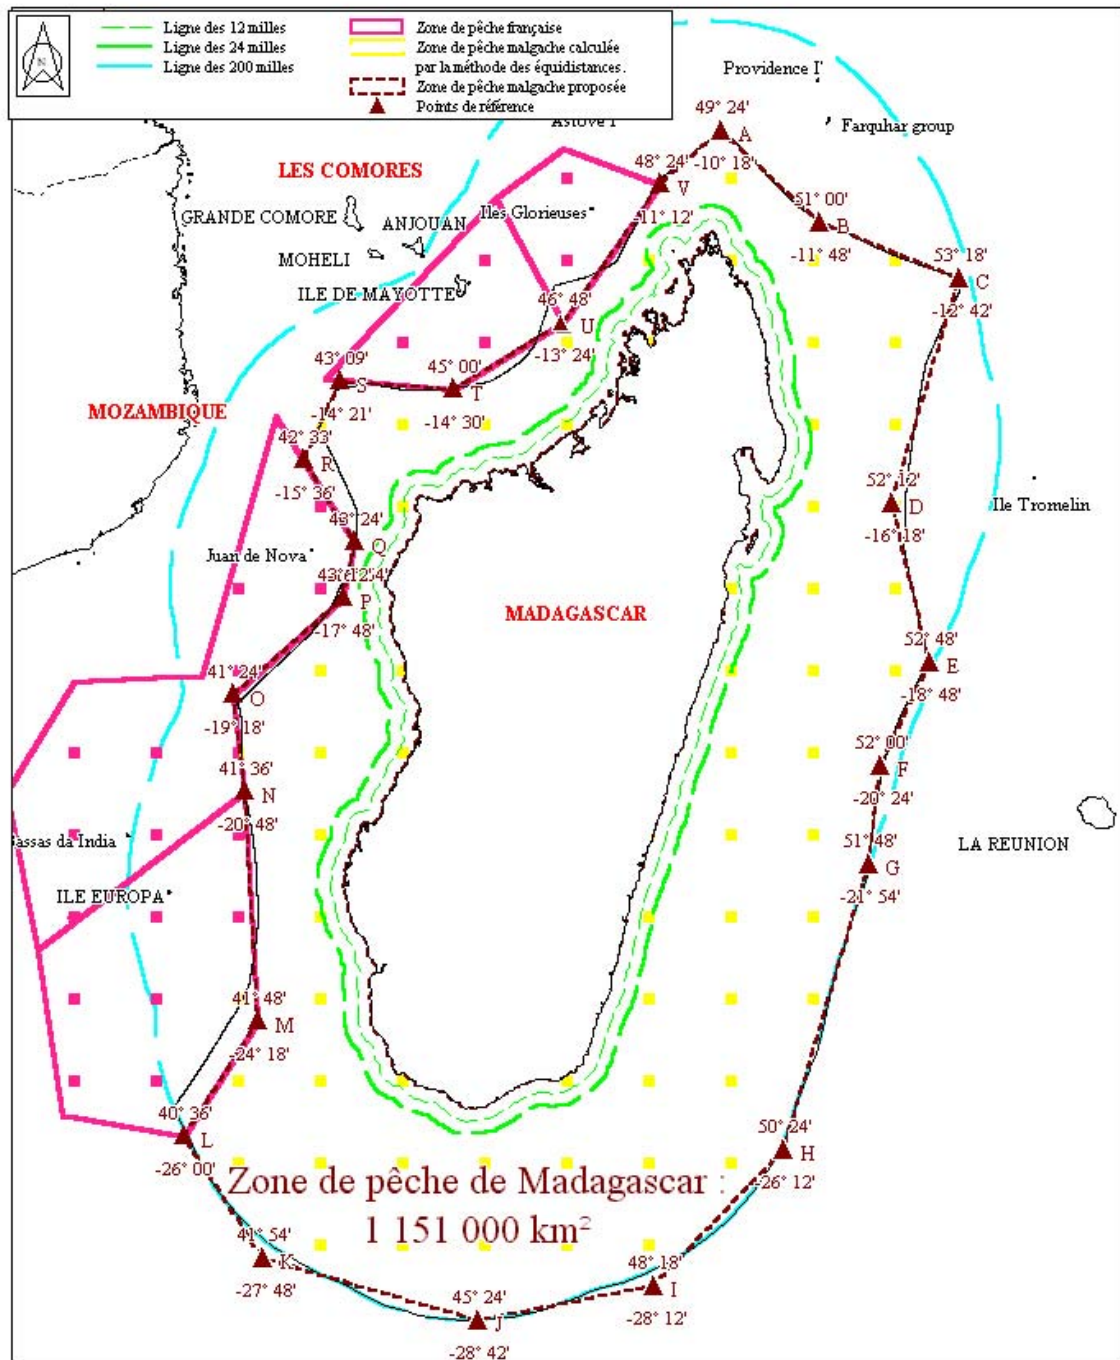 N
Ligne des 12 milles
Ligne des 24 milles
Ligne des 200 milles
Zone de pêche française
Zone de pêche malgache calculée
par la méthode des équidistances.
Zone de pêche malgache proposée
Points de référence
Providence I
Astove I
Farquhar group
49° 24'
A
-10° 18'
LES COMORES
48° 24'
V
-11° 12'
GRANDE COMORE
ANJOUAN
Iles Glorieuses
51° 00'
B
-11° 48'
MOHELI
ILE DE MAYOTTE
53° 18'
C
-12° 42'
46° 48'
U
-13° 24'
43° 09'
S
-14° 21'
45° 00'
T
-14° 30'
MOZAMBIQUE
42° 33'
R
-15° 36'
52° 12'
D
-16° 18'
Ile Tromelin
43° 24'
Q
Juan de Nova
P
-17° 48'
MADAGASCAR
52° 48'
E
-18° 48'
41° 24'
O
-19° 18'
52° 00'
F
-20° 24'
41° 36'
N
-20° 48'
51° 48'
G
-21° 54'
assas da India
LA REUNION
ILE EUROPA
41° 48'
M
-24° 18'
40° 36'
L
-26° 00'
50° 24'
H
-26° 12'
Zone de pêche de Madagascar :
1 151 000 km²
41° 54'
K
-27° 48'
48° 18'
I
-28° 12'
45° 24'
J
-28° 42'